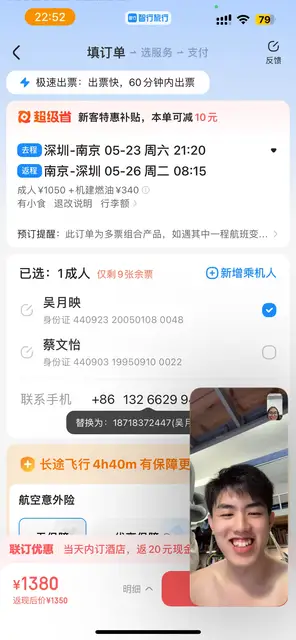 22:52
79
智行旅行
填订单 – 选服务 – 支付
反馈
极速出票：出票快，60分钟内出票
超级省 新客特惠补贴，本单可减10元
去程 深圳-南京 05-23 周六 21:20
返程 南京-深圳 05-26 周二 08:15
成人¥1050 +机建燃油¥340
有小食 退改说明 行李额 >
预订提醒：此订单为多票组合产品，如遇其中一程航班变...
已选：1成人 仅剩9张余票
新增乘机人
吴月映
身份证 440923 20050108 0048
蔡文怡
身份证 440903 19950910 0022
联系手机 +86 132 6629 9
替换为：18718372447(吴月
长途飞行4h40m 有保障更
航空意外险
联订优惠 当天内订酒店，返20元现金
¥1380
返现后价¥1350
明细